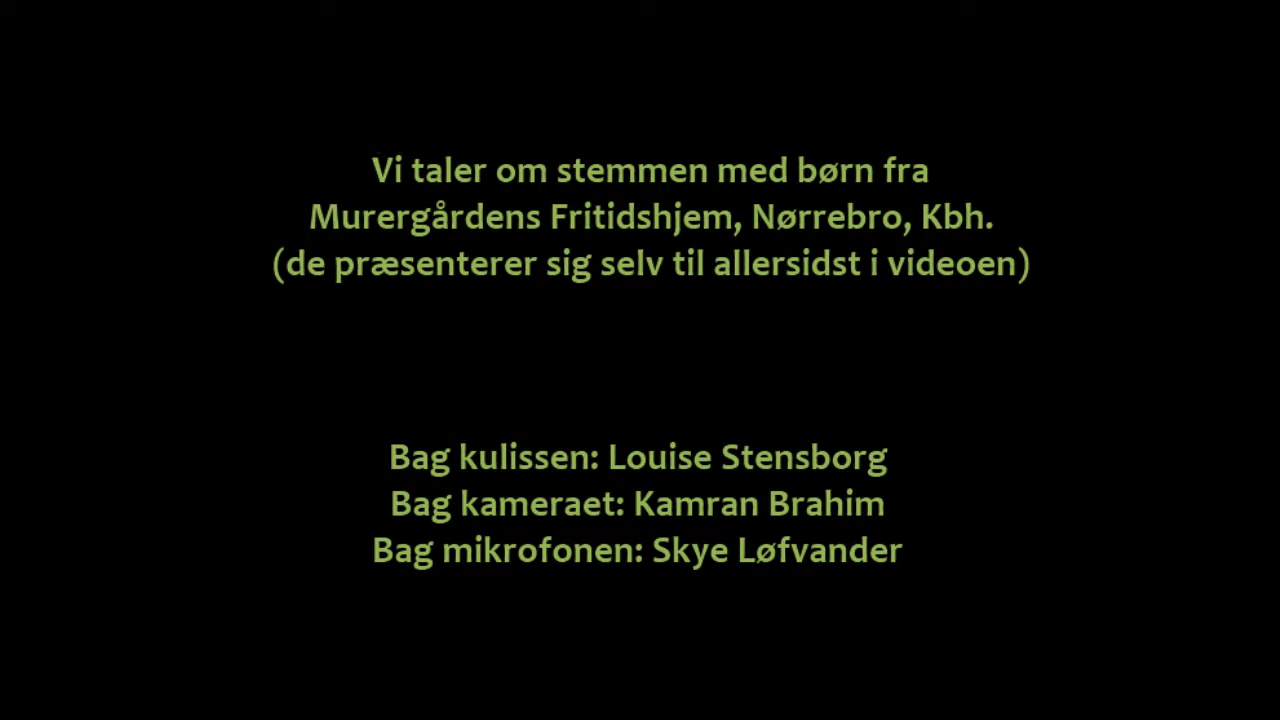 Vi taler om stemmen med børn fra
Murergårdens Fritidshjem, Nørrebro, Kbh.
(de præsenterer sig selv til allersidst i videoen)
Bag kulissen: Louise Stensborg
Bag kameraet: Kamran Brahim
Bag mikrofonen: Skye Løfvander